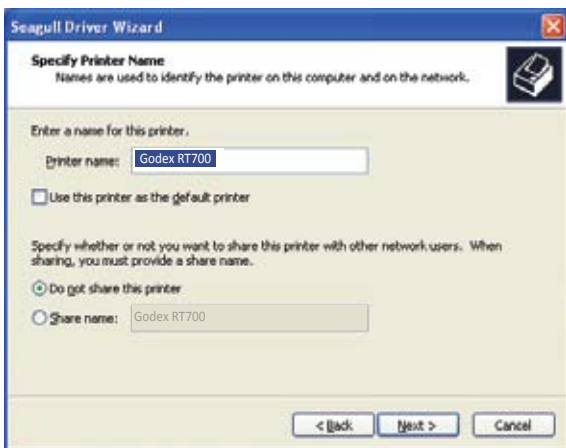 Seagull Driver Wizard
Specify Printer Name
Names are used to identify the printer on this computer and on the network.
Enter a name for this printer.
Printer name: Godex RT700
Use this printer as the default printer
Specify whether or not you want to share this printer with other network users. When
sharing, you must provide a share name.
Do not share this printer
Share name: Godex RT700
< Back Next > Cancel